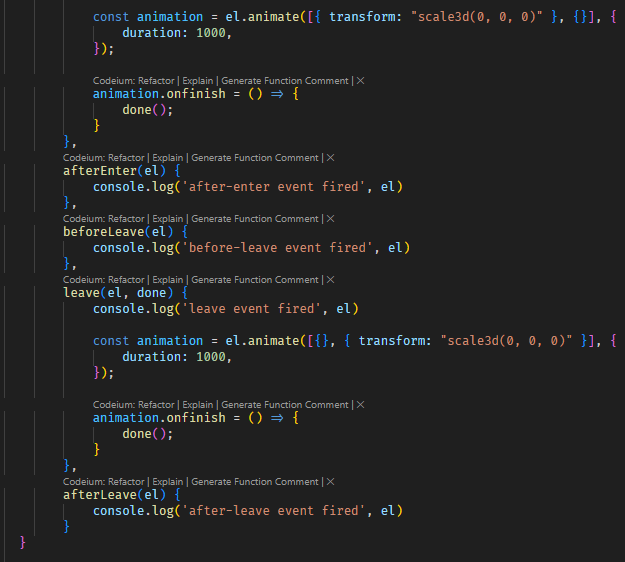 const animation = el.animate([{ transform: "scale3d(0, 0, 0)" }, {}], {
duration: 1000,
});
Codeium: Refactor | Explain | Generate Function Comment | ×
animation.onfinish = () => {
done();
}
},
Codeium: Refactor | Explain | Generate Function Comment | ×
afterEnter(el) {
console.log('after-enter event fired', el)
},
Codeium: Refactor | Explain | Generate Function Comment | ×
beforeLeave(el) {
console.log('before-leave event fired', el)
},
Codeium: Refactor | Explain | Generate Function Comment | ×
leave(el, done) {
console.log('leave event fired', el)
const animation = el.animate([{}, { transform: "scale3d(0, 0, 0)" }], {
duration: 1000,
});
Codeium: Refactor | Explain | Generate Function Comment | ×
animation.onfinish = () => {
done();
}
},
Codeium: Refactor | Explain | Generate Function Comment | ×
afterLeave(el) {
console.log('after-leave event fired', el)
}
}